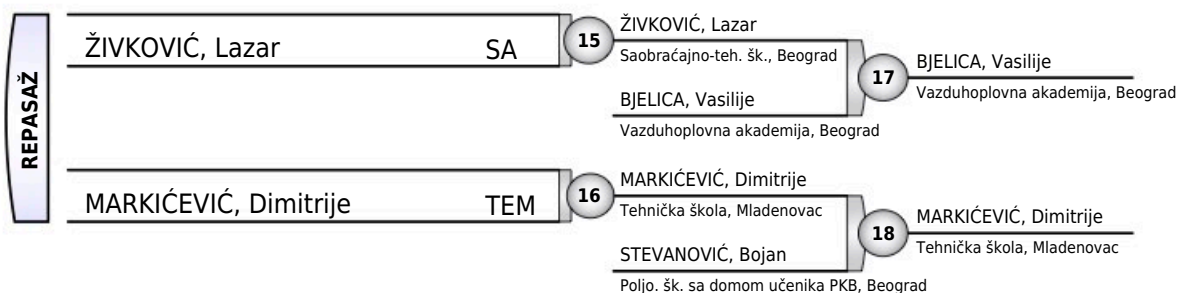 REPASAŽ
ŽIVKOVIĆ, Lazar SA
15
ŽIVKOVIĆ, Lazar
Saobraćajno-teh. šk., Beograd
BJELICA, Vasilije
Vazduhoplovna akademija, Beograd
17
BJELICA, Vasilije
Vazduhoplovna akademija, Beograd
MARKIĆEVIĆ, Dimitrije TEM
16
MARKIĆEVIĆ, Dimitrije
Tehnička škola, Mladenovac
STEVANOVIĆ, Bojan
Poljo. šk. sa domom učenika PKB, Beograd
18
MARKIĆEVIĆ, Dimitrije
Tehnička škola, Mladenovac